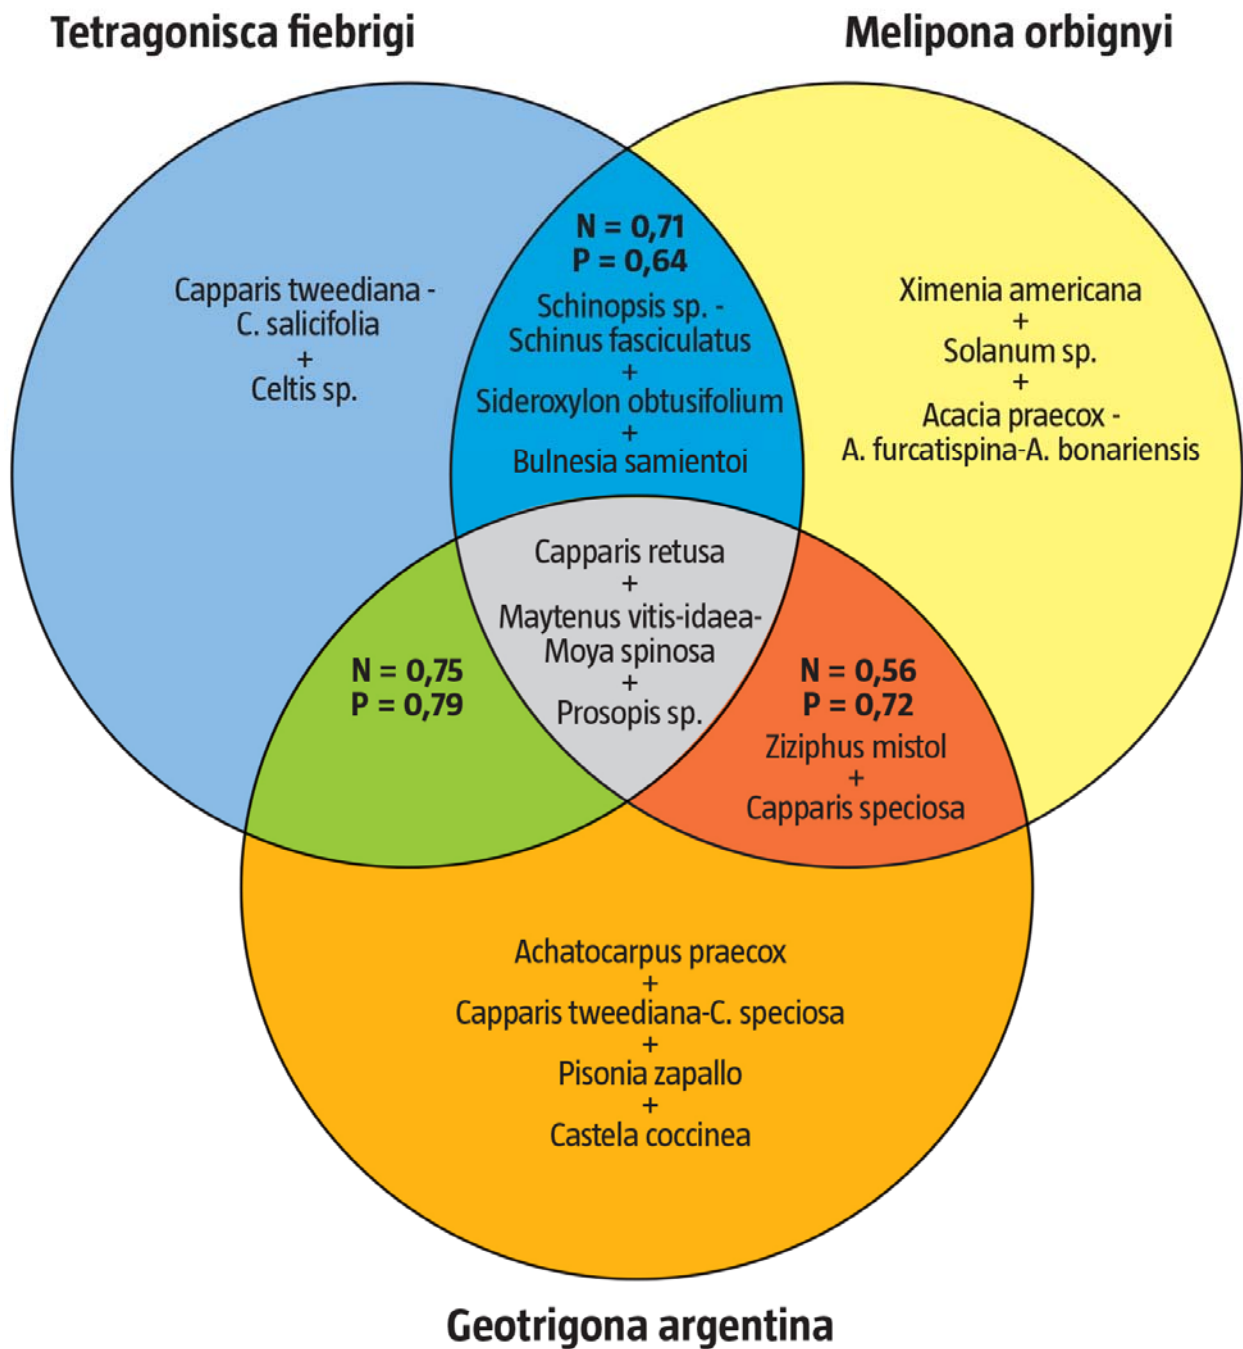 Tetragonisca fiebrigi
Melipona orbignyi
N = 0,71
P = 0,64
Capparis tweediana -
C. salicifolia
+
Celtis sp.
Schinopsis sp. -
Schinus fasciculatus
+
Sideroxylon obtusifolium
+
Bulnesia samientoi
Ximenia americana
+
Solanum sp.
+
Acacia praecox -
A. furcatispina-A. bonariensis
Capparis retusa
+
Maytenus vitis-idaea-
Moya spinosa
+
Prosopis sp.
N = 0,75
P = 0,79
N = 0,56
P = 0,72
Ziziphus mistol
+
Capparis speciosa
Achatocarpus praecox
+
Capparis tweediana-C. speciosa
+
Pisonia zapallo
+
Castela coccinea
Geotrigona argentina